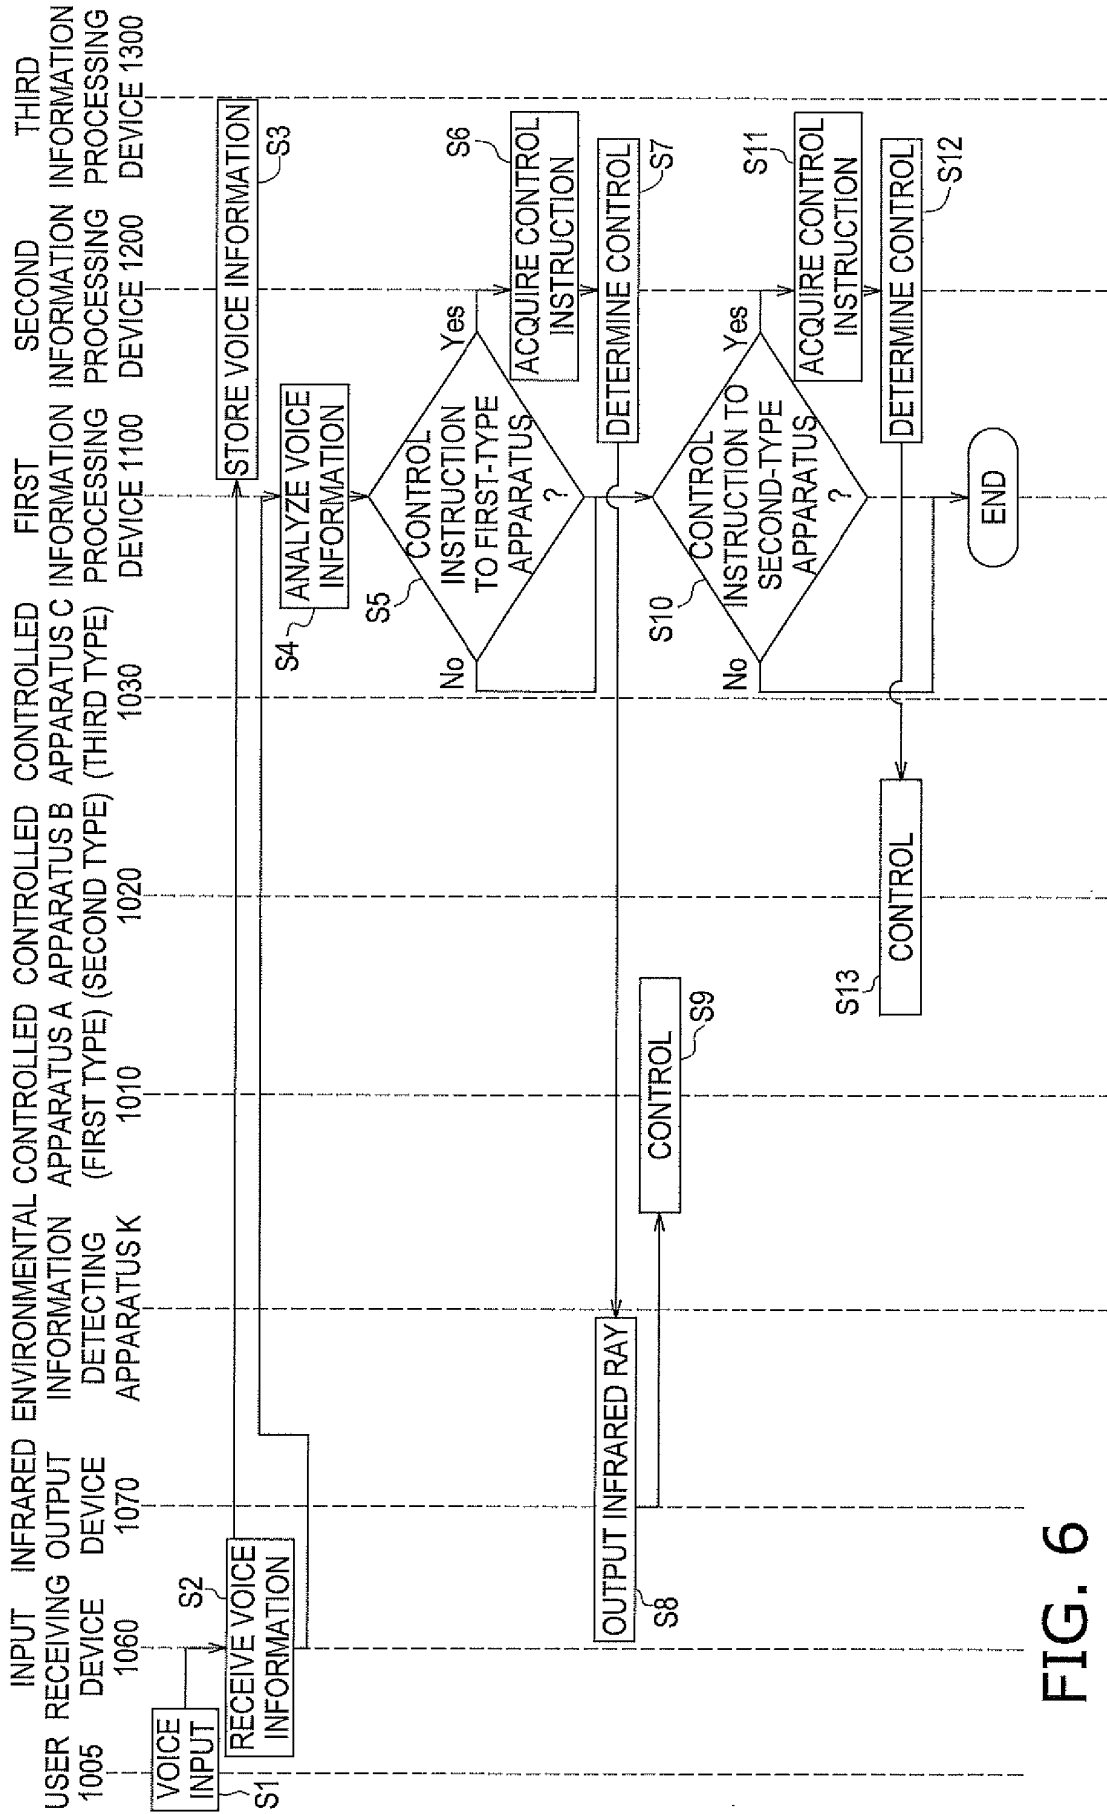 USER
1005
INPUT
RECEIVING
DEVICE
1060
INFRARED
OUTPUT
DEVICE
1070
ENVIRONMENTAL
INFORMATION
DETECTING
APPARATUS K
CONTROLLED
APPARATUS A
(FIRST TYPE)
1010
CONTROLLED
APPARATUS B
(SECOND TYPE)
1020
CONTROLLED
APPARATUS C
(THIRD TYPE)
1030
FIRST
INFORMATION
PROCESSING
DEVICE 1100
SECOND
INFORMATION
PROCESSING
DEVICE 1200
THIRD
INFORMATION
PROCESSING
DEVICE 1300
VOICE
INPUT
S1
S2
RECEIVE VOICE
INFORMATION
STORE VOICE INFORMATION
S3
ANALYZE VOICE
INFORMATION
S4
S5
CONTROL
INSTRUCTION
TO FIRST-TYPE
APPARATUS
?
No
Yes
S6
ACQUIRE CONTROL
INSTRUCTION
DETERMINE CONTROL
S7
OUTPUT INFRARED RAY
S8
CONTROL
S9
S10
CONTROL
INSTRUCTION TO
SECOND-TYPE
APPARATUS
?
No
Yes
S11
ACQUIRE CONTROL
INSTRUCTION
DETERMINE CONTROL
S12
S13
CONTROL
END
FIG. 6